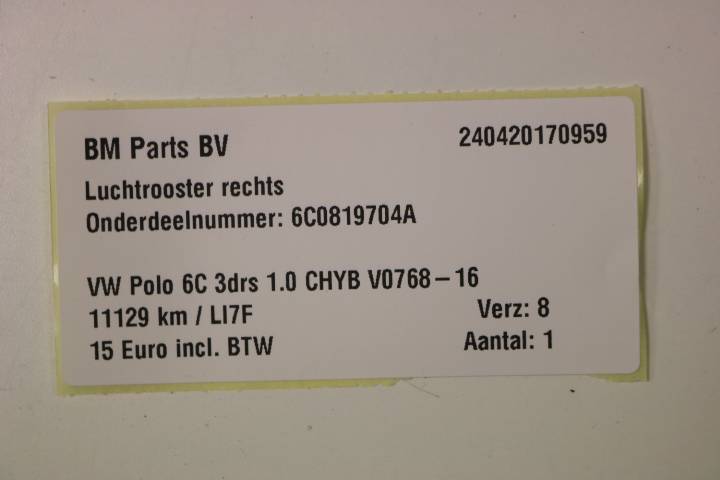 BM Parts BV 240420170959
Luchtrooster rechts
Onderdeelnummer: 6C0819704A
VW Polo 6C 3drs 1.0 CHYB V0768-16
11129 km / LI7F Verz: 8
15 Euro incl. BTW Aantal: 1